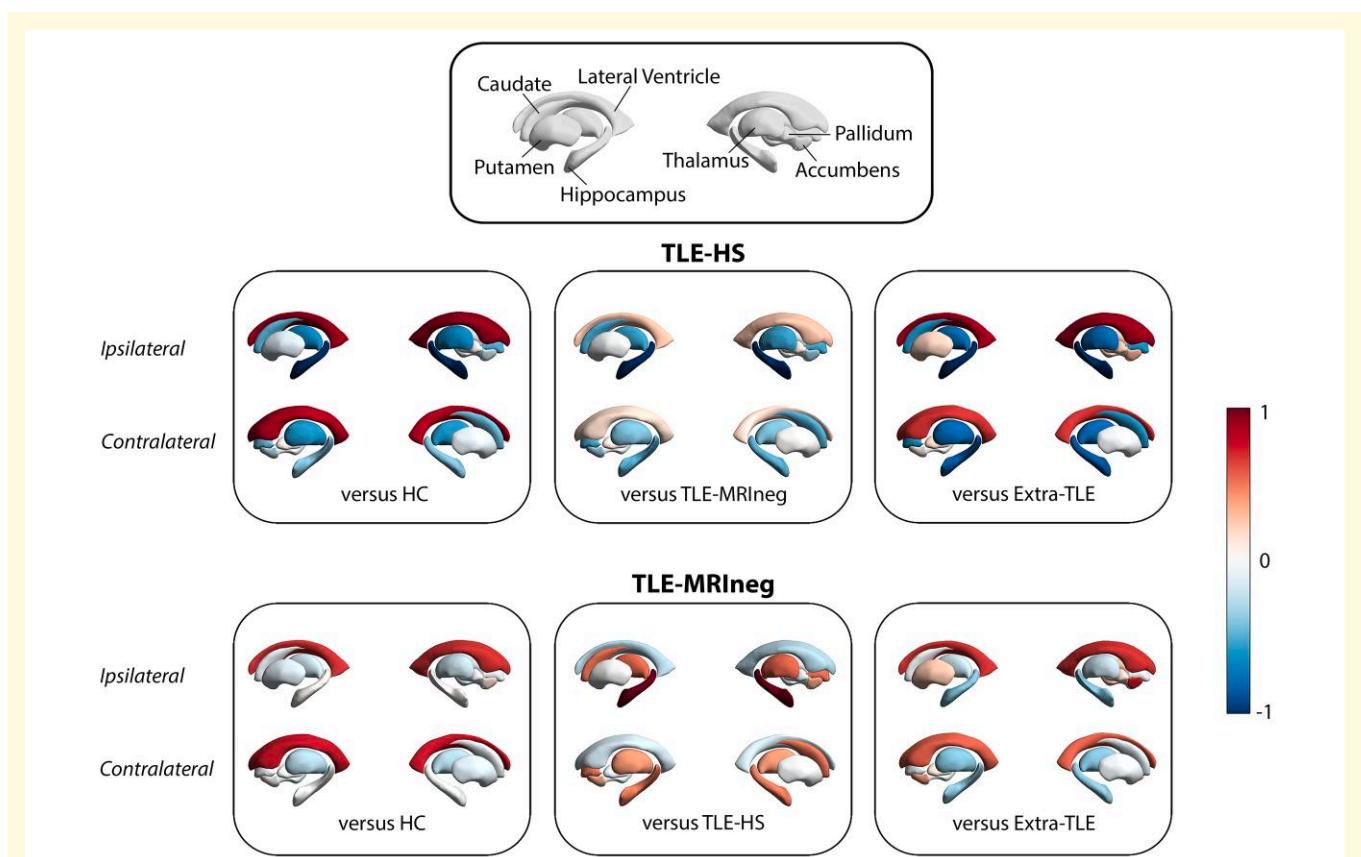 Caudate
Lateral Ventricle
Putamen
Hippocampus
Thalamus
Pallidum
Accumbens
TLE-HS
Ipsilateral
Contralateral
versus HC
versus TLE-MRIneg
versus Extra-TLE
1
0
-1
TLE-MRIneg
Ipsilateral
Contralateral
versus HC
versus TLE-HS
versus Extra-TLE